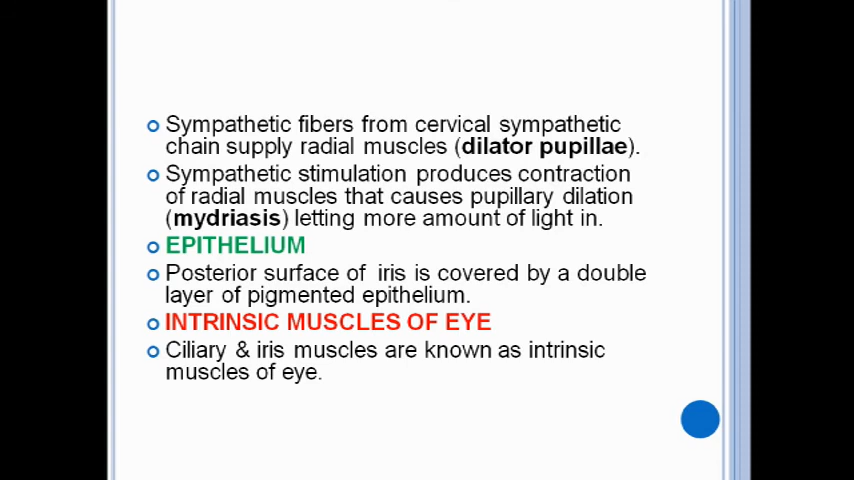 Sympathetic fibers from cervical sympathetic
chain supply radial muscles (dilator pupillae).
Sympathetic stimulation produces contraction
of radial muscles that causes pupillary dilation
(mydriasis) letting more amount of light in.
EPITHELIUM
Posterior surface of iris is covered by a double
layer of pigmented epithelium.
INTRINSIC MUSCLES OF EYE
Ciliary & iris muscles are known as intrinsic
muscles of eye.